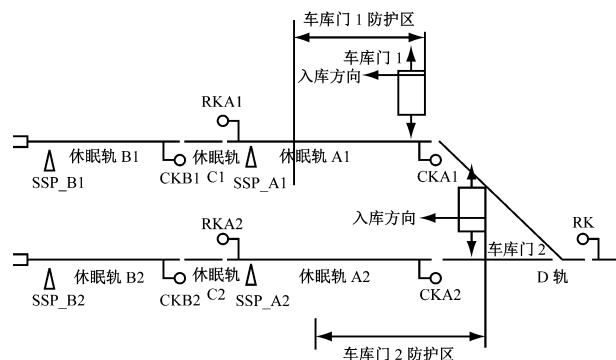 车库门 1 防护区
车库门 1
入库方向
RKA1
休眠轨 B1
休眠轨
C1
休眠轨 A1
SSP_B1
CKB1
SSP_A1
CKA1
RKA2
入库方向
RK
车库门 2
休眠轨 B2
休眠轨
C2
休眠轨 A2
D 轨
SSP_B2
CKB2
SSP_A2
CKA2
车库门 2 防护区